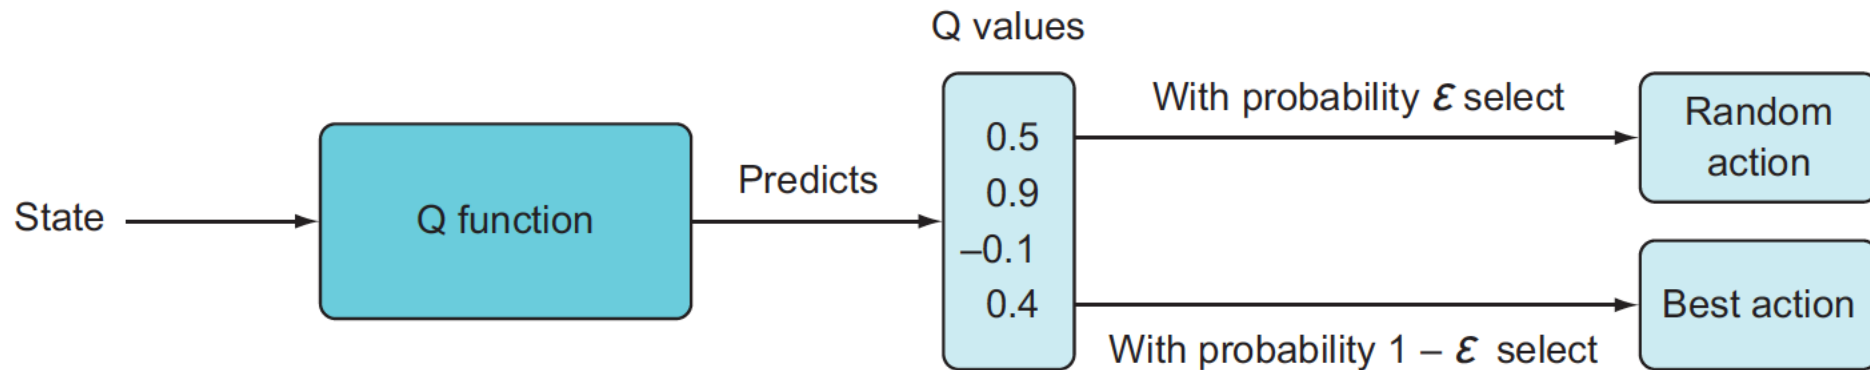 Q values
State
Q function
Predicts
0.5
0.9
–0.1
0.4
With probability ε select
Random
action
With probability 1 – ε select
Best action